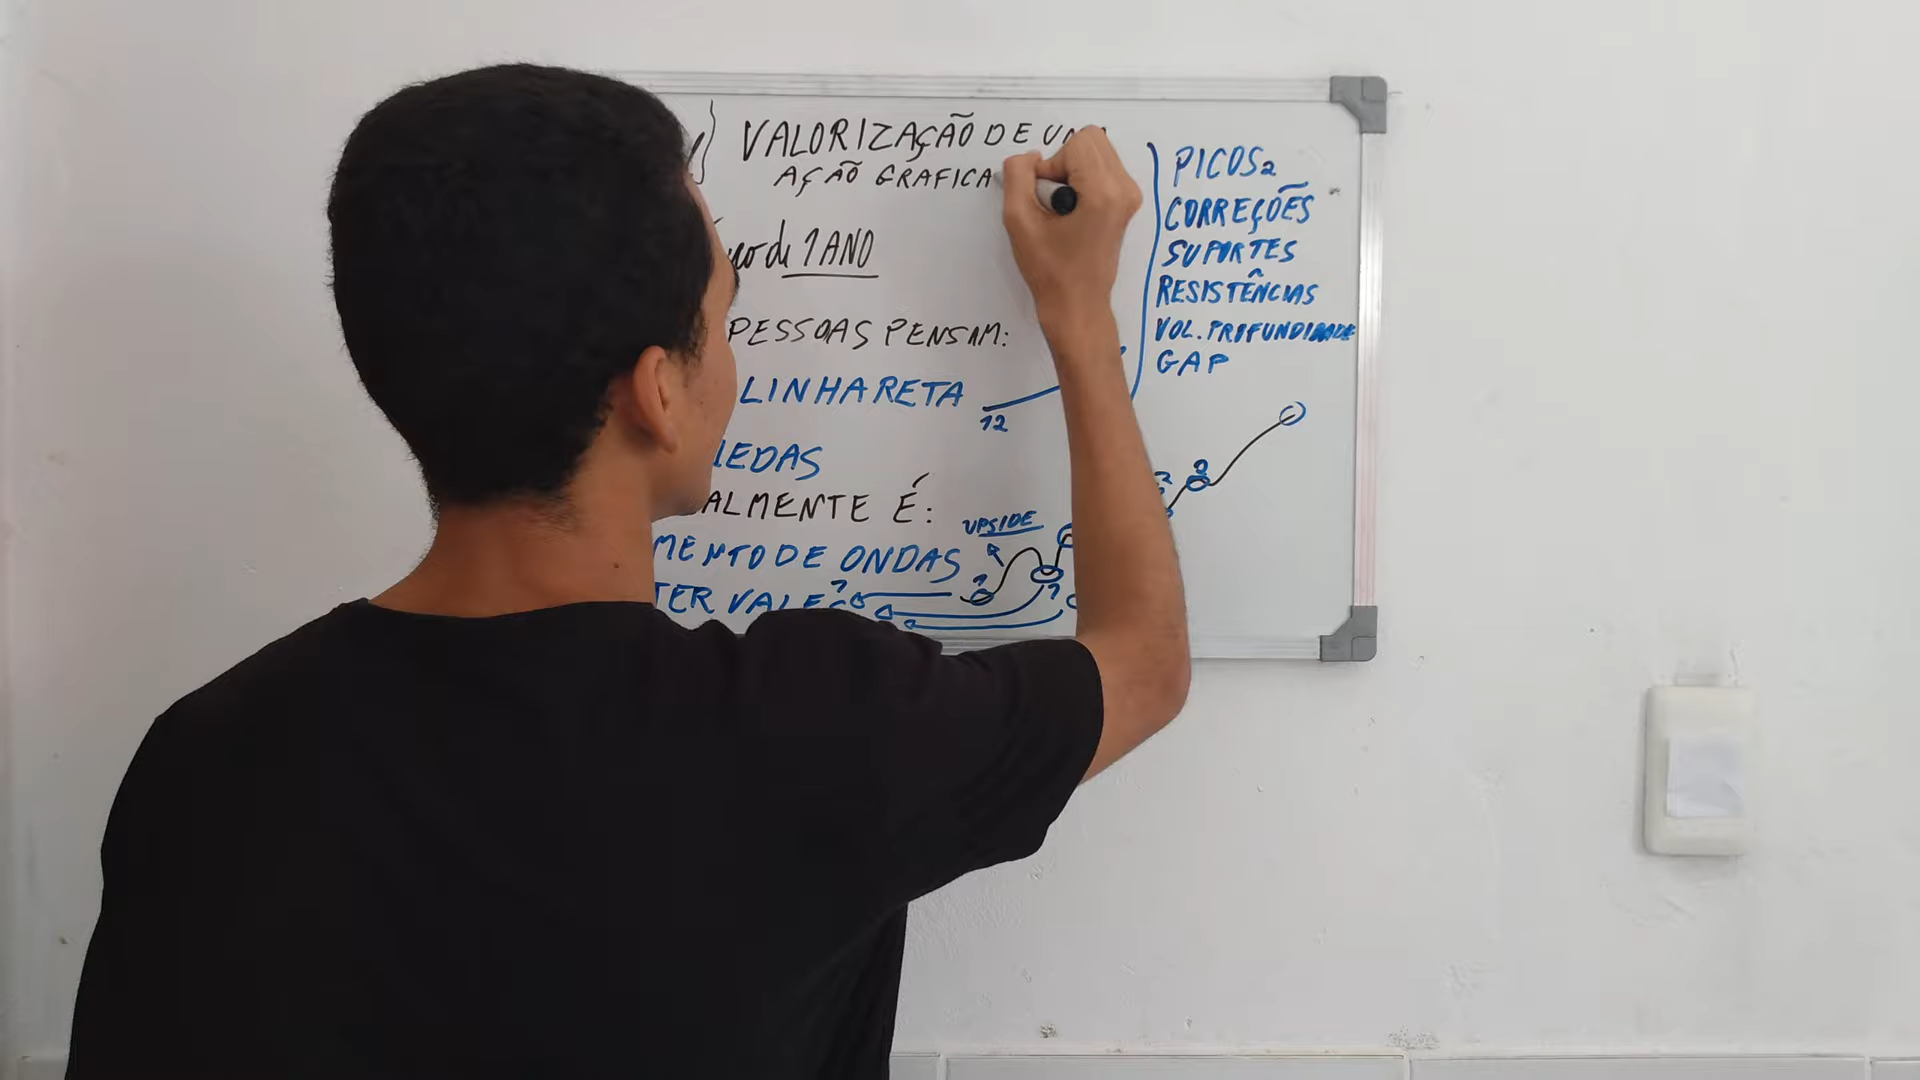 VALORIZAÇÃO DE UMA
AÇÃO GRAFICA
de 1 ANO
PESSOAS PENSAM:
LINHA RETA
12
EDAS
ALMENTE É:
UPSIDE
MENTO DE ONDAS
TER VALE
PICOS
CORREÇÕES
SUPORTES
RESISTÊNCIAS
VOL. PROFUNDIDADE
GAP